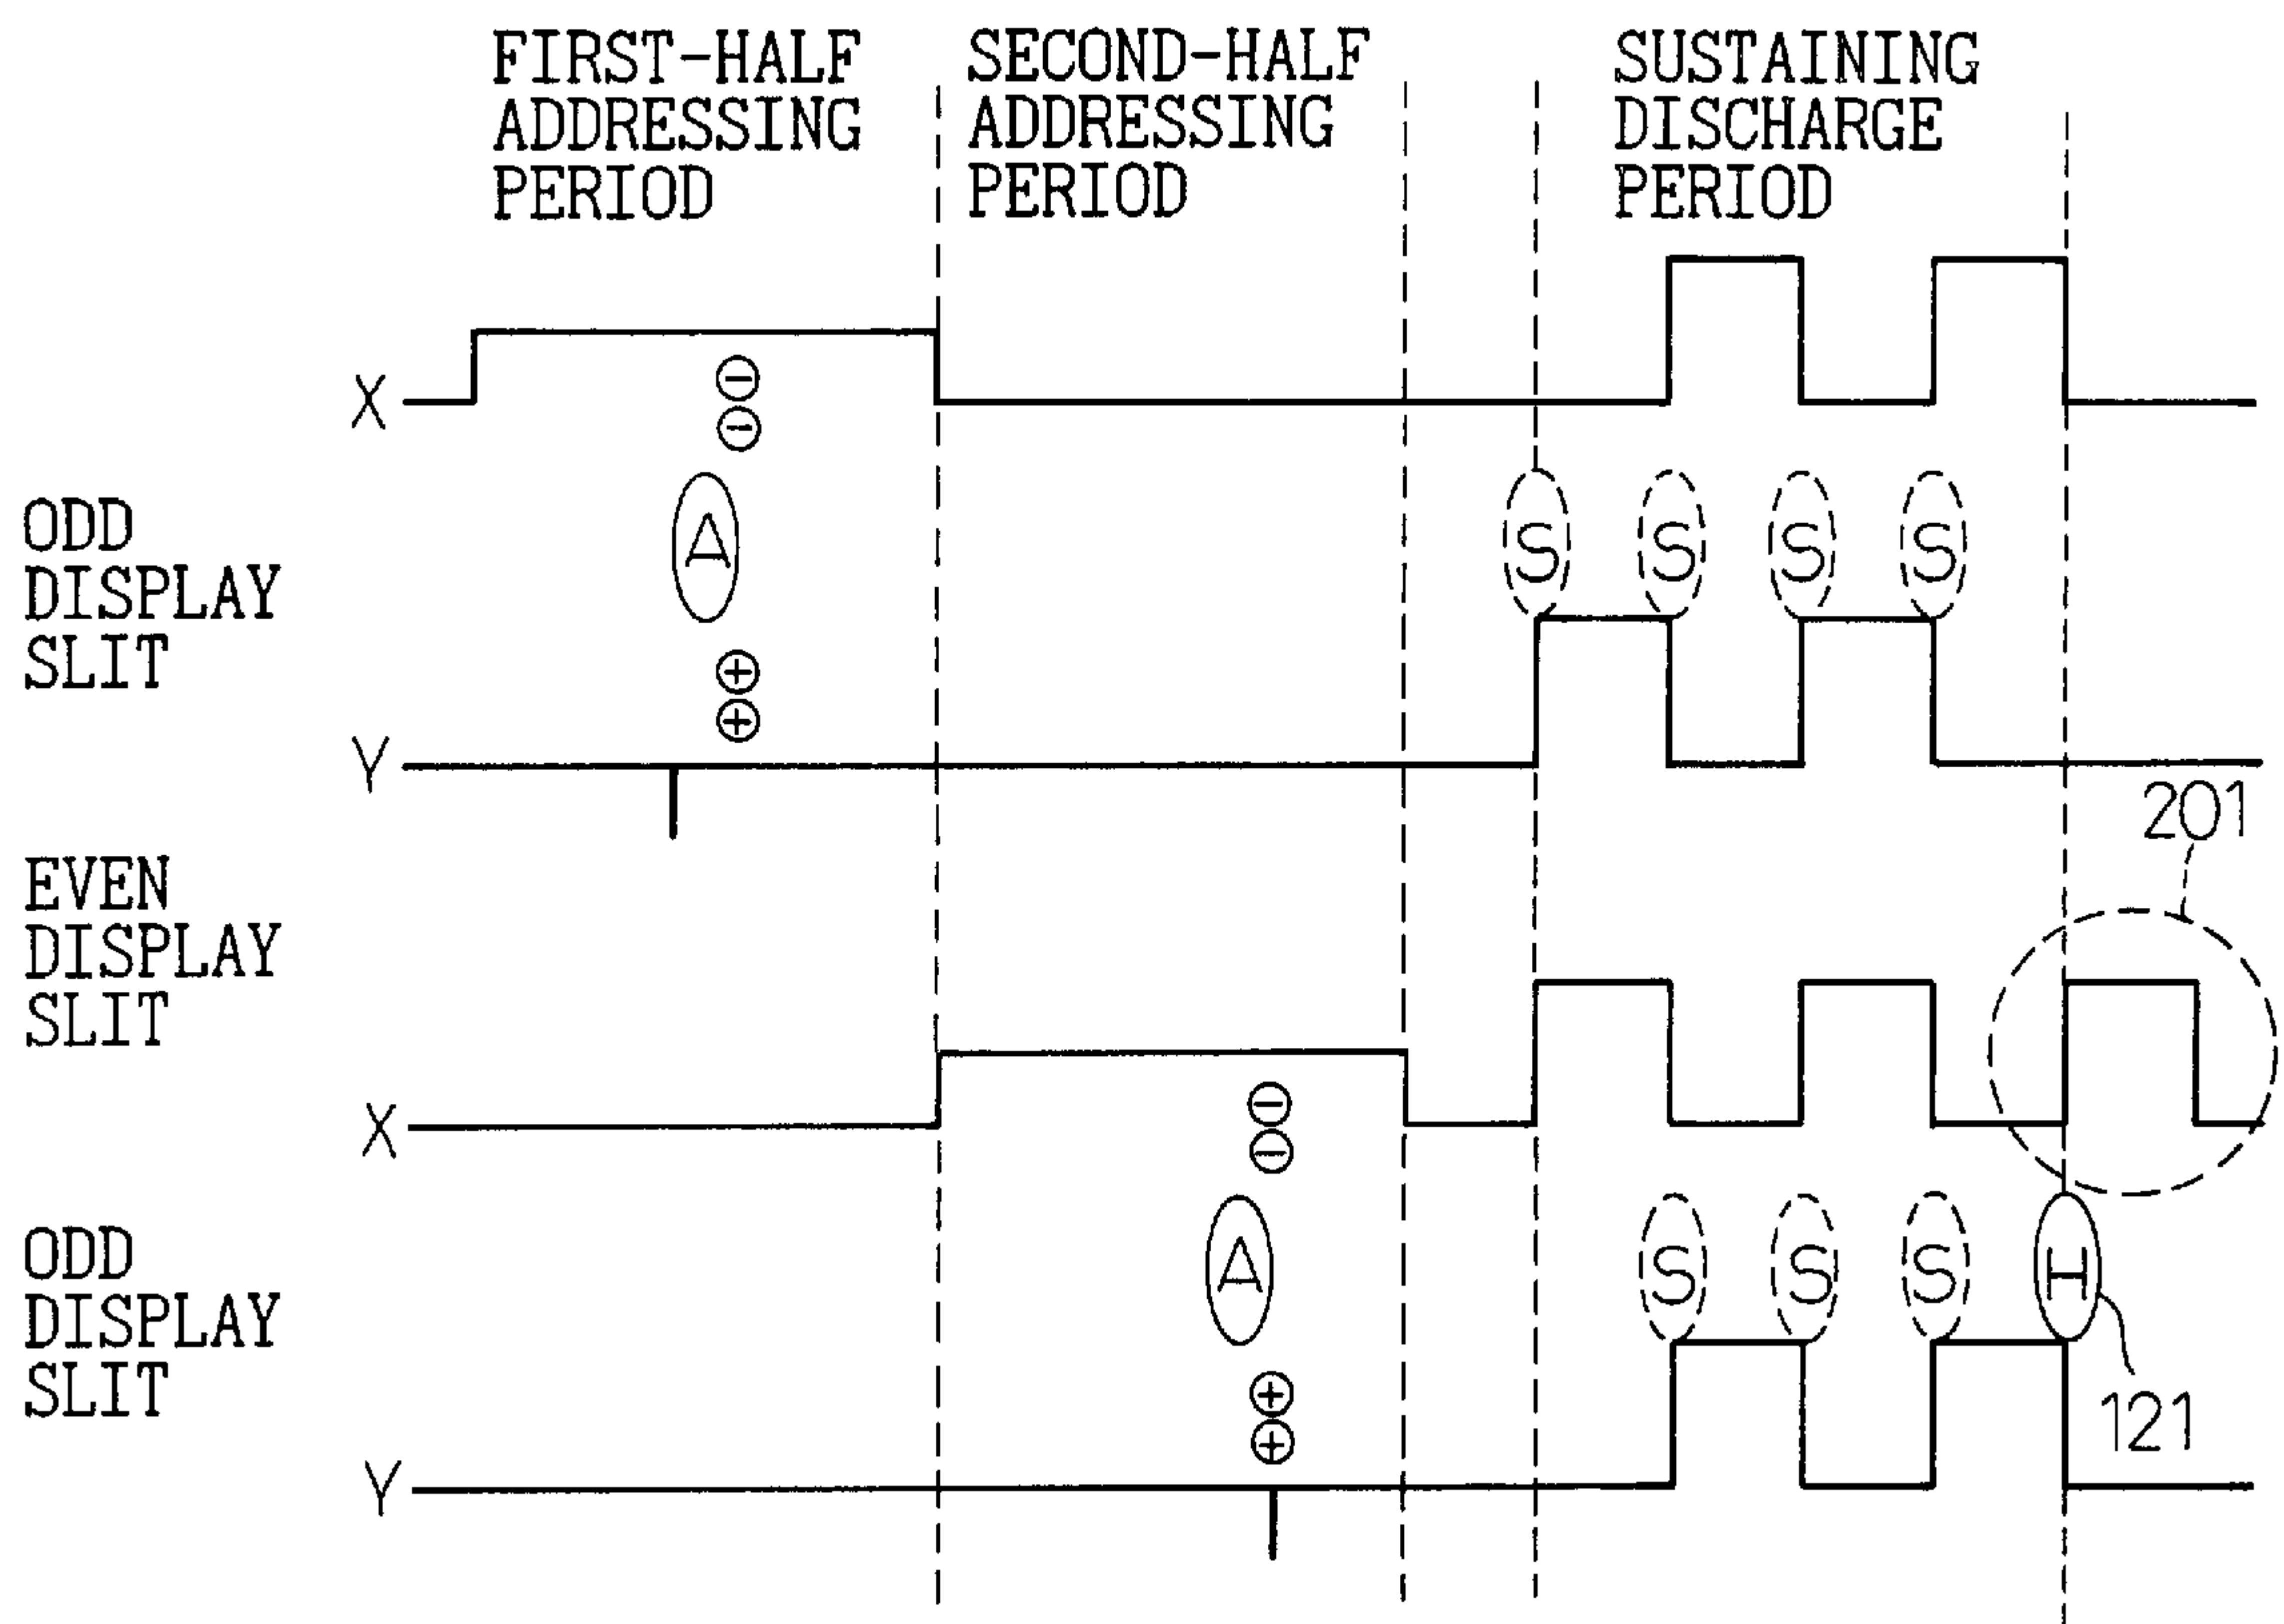 FIRST-HALF
ADDRESSING
PERIOD
SECOND-HALF
ADDRESSING
PERIOD
SUSTAINING
DISCHARGE
PERIOD
X
⊖
⊖
ODD
DISPLAY
SLIT
A
S S S S
⊕
⊕
Y
201
EVEN
DISPLAY
SLIT
X
⊖
⊖
ODD
DISPLAY
SLIT
A
S S S H
⊕
⊕
121
Y